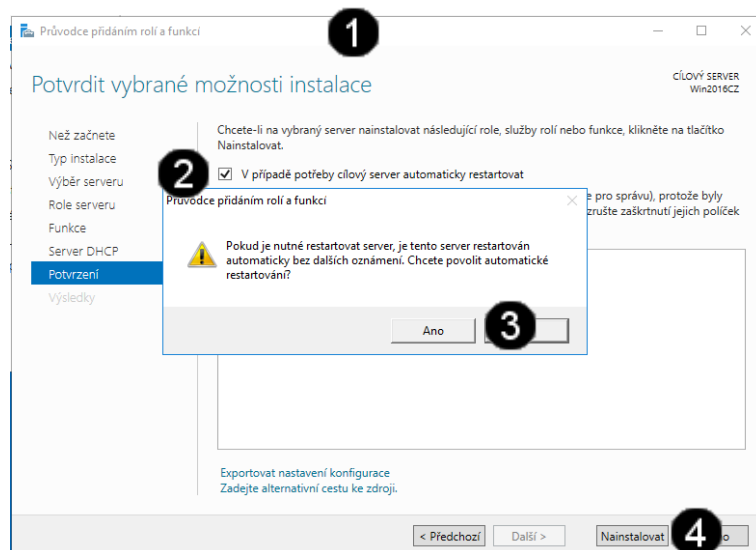 Průvodce přidáním rolí a funkcí
1
Potvrdit vybrané možnosti instalace
CÍLOVÝ SERVER
Win2016CZ
Než začnete
Typ instalace
Výběr serveru
Role serveru
Funkce
Server DHCP
Potvrzení
Výsledky
Chcete-li na vybraný server nainstalovat následující role, služby rolí nebo funkce, klikněte na tlačítko
Nainstalovat.
2
V případě potřeby cílový server automaticky restartovat
pro správu), protože byly
zrušte zaškrtnutí jejich políček
Průvodce přidáním rolí a funkcí
Pokud je nutné restartovat server, je tento server restartován
automaticky bez dalších oznámení. Chcete povolit automatické
restartování?
Ano
3
Exportovat nastavení konfigurace
Zadejte alternativní cestu ke zdroji.
< Předchozí
Další >
Nainstalovat
4